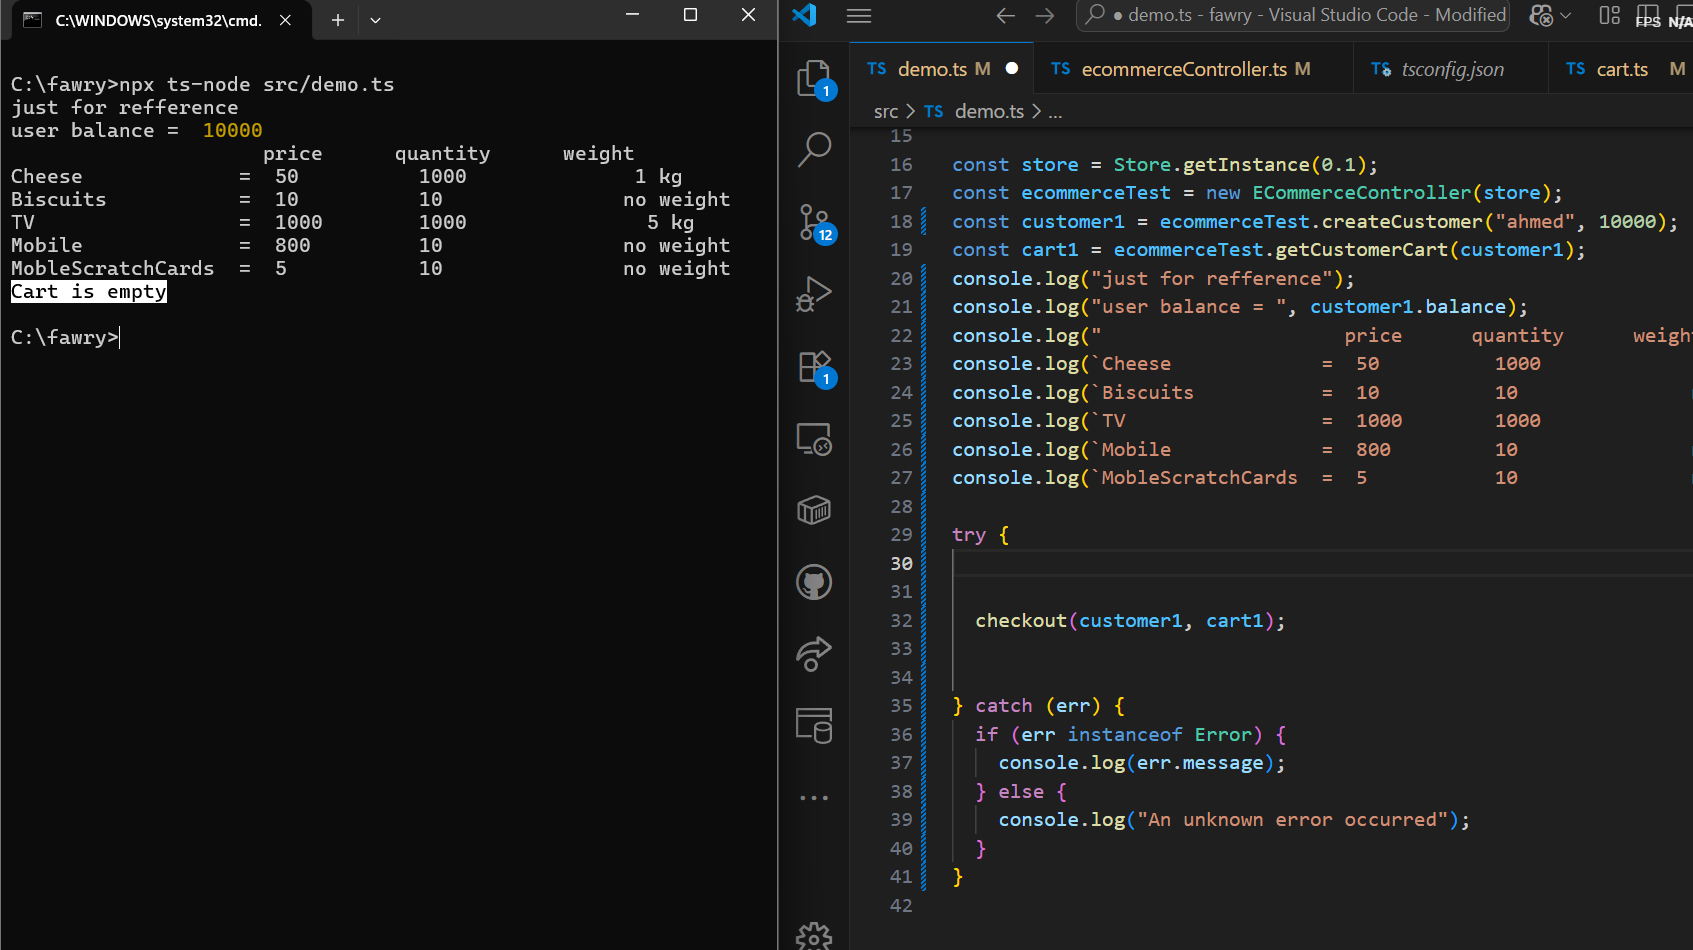 C:\WINDOWS\system32\cmd.
C:\fawry>npx ts-node src/demo.ts
just for refference
user balance =  10000
                     price      quantity      weight
Cheese             =  50          1000              1 kg
Biscuits           =  10          10               no weight
TV                 =  1000        1000               5 kg
Mobile             =  800         10               no weight
MobleScratchCards  =  5           10               no weight
Cart is empty
C:\fawry>
demo.ts - fawry - Visual Studio Code - Modified
FPS N/A
TS demo.ts M
TS ecommerceController.ts M
TS tsconfig.json
TS cart.ts M
src > TS demo.ts > ...
1
12
1
15
16 const store = Store.getInstance(0.1);
17 const ecommerceTest = new ECommerceController(store);
18 const customer1 = ecommerceTest.createCustomer("ahmed", 10000);
19 const cart1 = ecommerceTest.getCustomerCart(customer1);
20 console.log("just for refference");
21 console.log("user balance = ", customer1.balance);
22 console.log("                     price      quantity      weigh
23 console.log(`Cheese             =  50          1000
24 console.log(`Biscuits           =  10          10
25 console.log(`TV                 =  1000        1000
26 console.log(`Mobile             =  800         10
27 console.log(`MobleScratchCards  =  5           10
28
29 try {
30
31
32   checkout(customer1, cart1);
33
34
35 } catch (err) {
36   if (err instanceof Error) {
37     console.log(err.message);
38   } else {
39     console.log("An unknown error occurred");
40   }
41 }
42